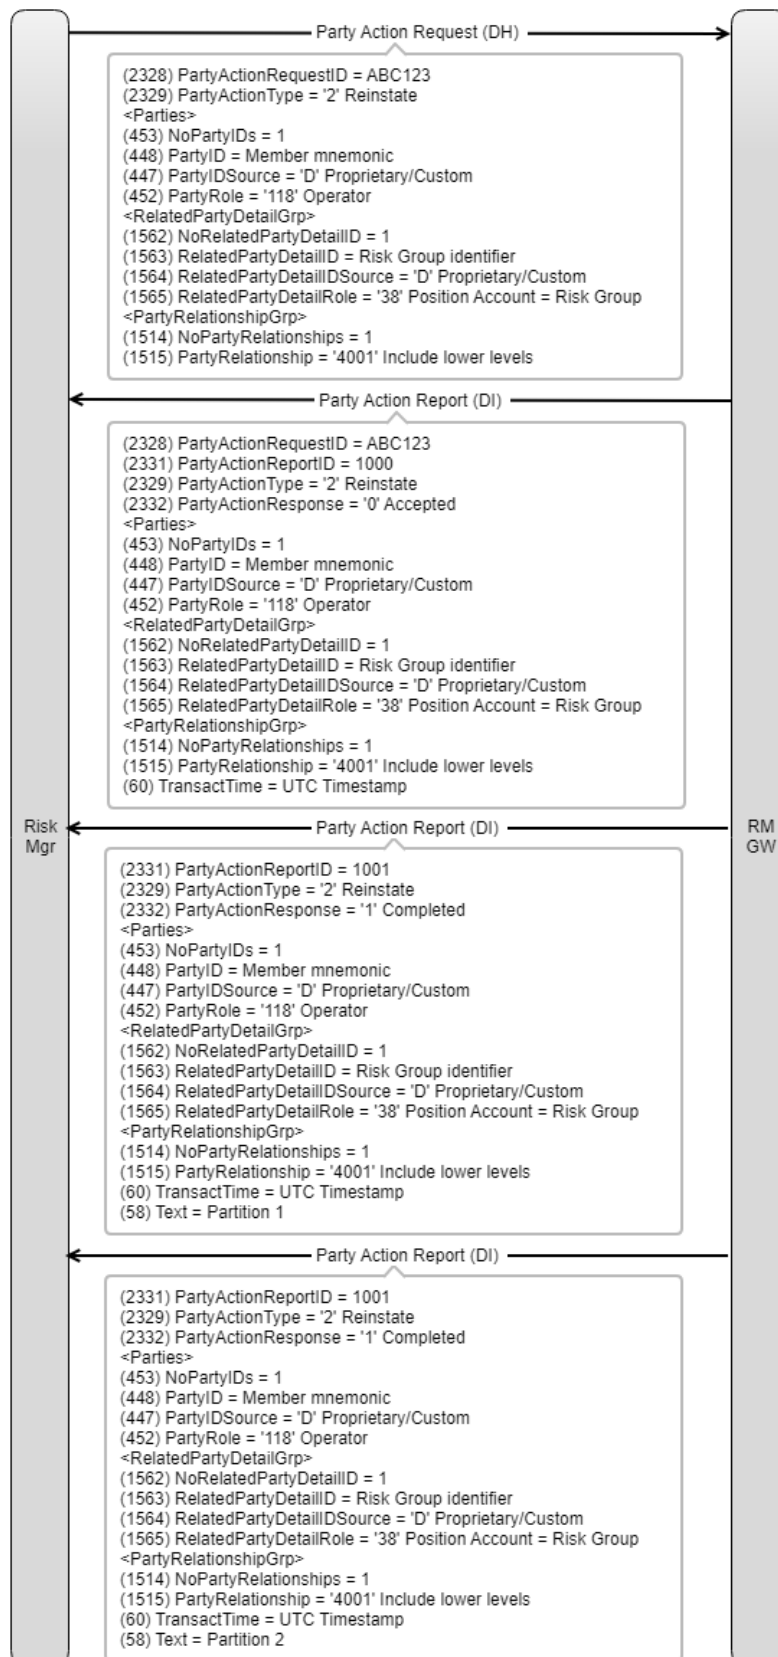 Party Action Request (DH)
(2328) PartyActionRequestID = ABC123
(2329) PartyActionType = '2' Reinstate
<Parties>
(453) NoPartyIDs = 1
(448) PartyID = Member mnemonic
(447) PartyIDSource = 'D' Proprietary/Custom
(452) PartyRole = '118' Operator
<RelatedPartyDetailGrp>
(1562) NoRelatedPartyDetailID = 1
(1563) RelatedPartyDetailID = Risk Group identifier
(1564) RelatedPartyDetailIDSource = 'D' Proprietary/Custom
(1565) RelatedPartyDetailRole = '38' Position Account = Risk Group
<PartyRelationshipGrp>
(1514) NoPartyRelationships = 1
(1515) PartyRelationship = '4001' Include lower levels
Party Action Report (DI)
(2328) PartyActionRequestID = ABC123
(2331) PartyActionReportID = 1000
(2329) PartyActionType = '2' Reinstate
(2332) PartyActionResponse = '0' Accepted
<Parties>
(453) NoPartyIDs = 1
(448) PartyID = Member mnemonic
(447) PartyIDSource = 'D' Proprietary/Custom
(452) PartyRole = '118' Operator
<RelatedPartyDetailGrp>
(1562) NoRelatedPartyDetailID = 1
(1563) RelatedPartyDetailID = Risk Group identifier
(1564) RelatedPartyDetailIDSource = 'D' Proprietary/Custom
(1565) RelatedPartyDetailRole = '38' Position Account = Risk Group
<PartyRelationshipGrp>
(1514) NoPartyRelationships = 1
(1515) PartyRelationship = '4001' Include lower levels
(60) TransactTime = UTC Timestamp
Risk
Mgr
Party Action Report (DI)
RM
GW
(2331) PartyActionReportID = 1001
(2329) PartyActionType = '2' Reinstate
(2332) PartyActionResponse = '1' Completed
<Parties>
(453) NoPartyIDs = 1
(448) PartyID = Member mnemonic
(447) PartyIDSource = 'D' Proprietary/Custom
(452) PartyRole = '118' Operator
<RelatedPartyDetailGrp>
(1562) NoRelatedPartyDetailID = 1
(1563) RelatedPartyDetailID = Risk Group identifier
(1564) RelatedPartyDetailIDSource = 'D' Proprietary/Custom
(1565) RelatedPartyDetailRole = '38' Position Account = Risk Group
<PartyRelationshipGrp>
(1514) NoPartyRelationships = 1
(1515) PartyRelationship = '4001' Include lower levels
(60) TransactTime = UTC Timestamp
(58) Text = Partition 1
Party Action Report (DI)
(2331) PartyActionReportID = 1001
(2329) PartyActionType = '2' Reinstate
(2332) PartyActionResponse = '1' Completed
<Parties>
(453) NoPartyIDs = 1
(448) PartyID = Member mnemonic
(447) PartyIDSource = 'D' Proprietary/Custom
(452) PartyRole = '118' Operator
<RelatedPartyDetailGrp>
(1562) NoRelatedPartyDetailID = 1
(1563) RelatedPartyDetailID = Risk Group identifier
(1564) RelatedPartyDetailIDSource = 'D' Proprietary/Custom
(1565) RelatedPartyDetailRole = '38' Position Account = Risk Group
<PartyRelationshipGrp>
(1514) NoPartyRelationships = 1
(1515) PartyRelationship = '4001' Include lower levels
(60) TransactTime = UTC Timestamp
(58) Text = Partition 2